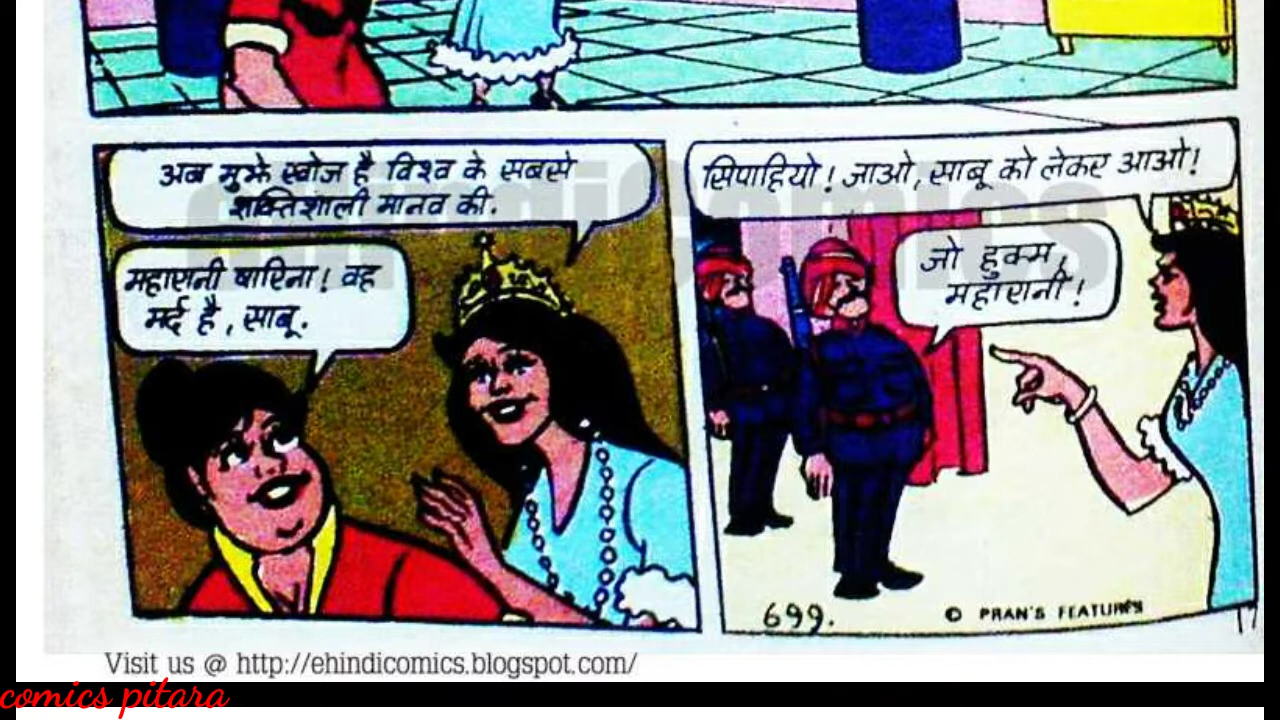 अब मुझे खोज है विश्व के सबसे
शक्तिशाली मानव की.
महारानी बारिना! वह
मर्द है, साबू.
सिपाहियो! जाओ, साबू को लेकर आओ!
जो हुक्म,
महारानी!
699.
© PRAN'S FEATURES
17
Visit us @ http://ehindicomics.blogspot.com/
comics pitara